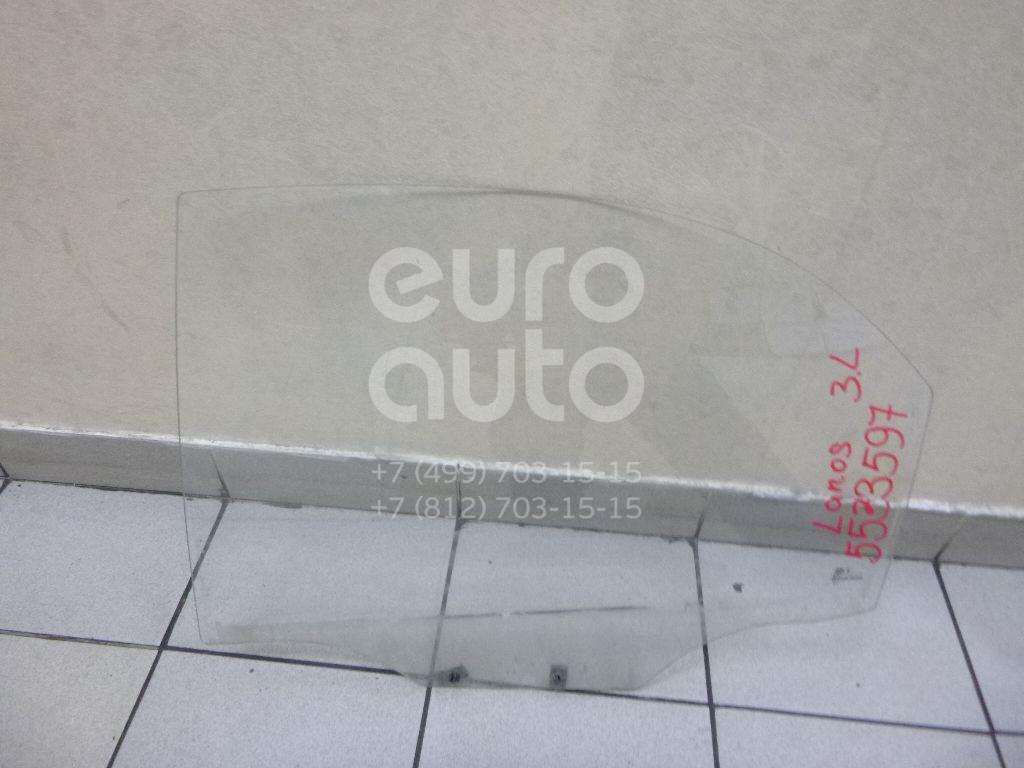 euro
auto
+7 (499) 703-15-15
+7 (812) 703-15-15
Lanos 3.L
5523597